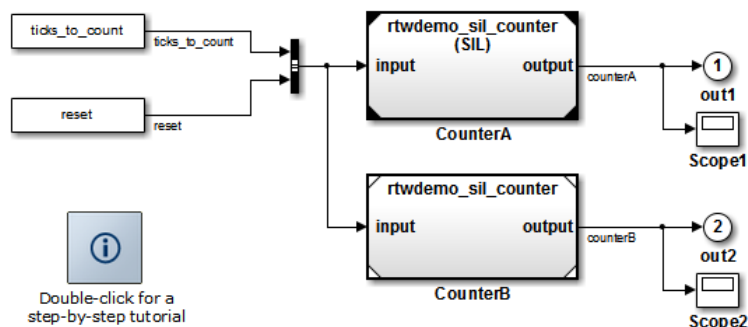 ticks_to_count
ticks_to_count
reset
reset
rtwdemo_sil_counter
(SIL)
input
output
CounterA
counterA
1
out1
Scope1
rtwdemo_sil_counter
input
output
CounterB
counterB
2
out2
Scope2
Double-click for a
step-by-step tutorial